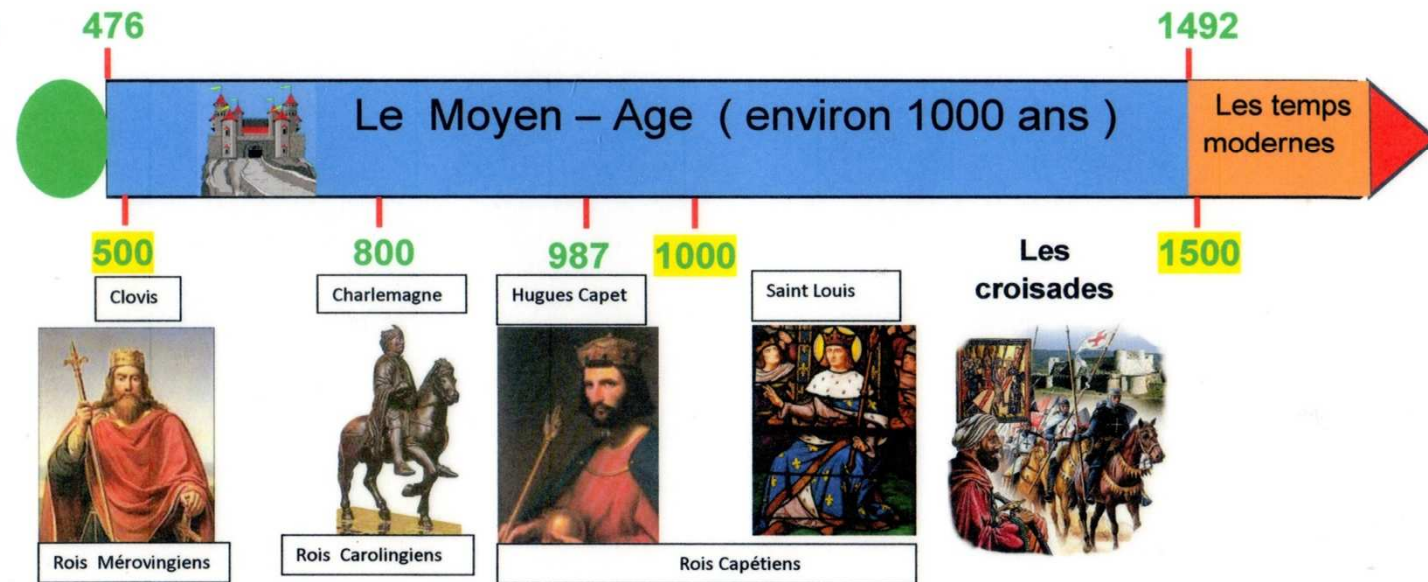 476
1492
Le Moyen – Age ( environ 1000 ans )
Les temps
modernes
500
800
987
1000
1500
Clovis
Charlemagne
Hugues Capet
Saint Louis
Les
croisades
Rois Mérovingiens
Rois Carolingiens
Rois Capétiens